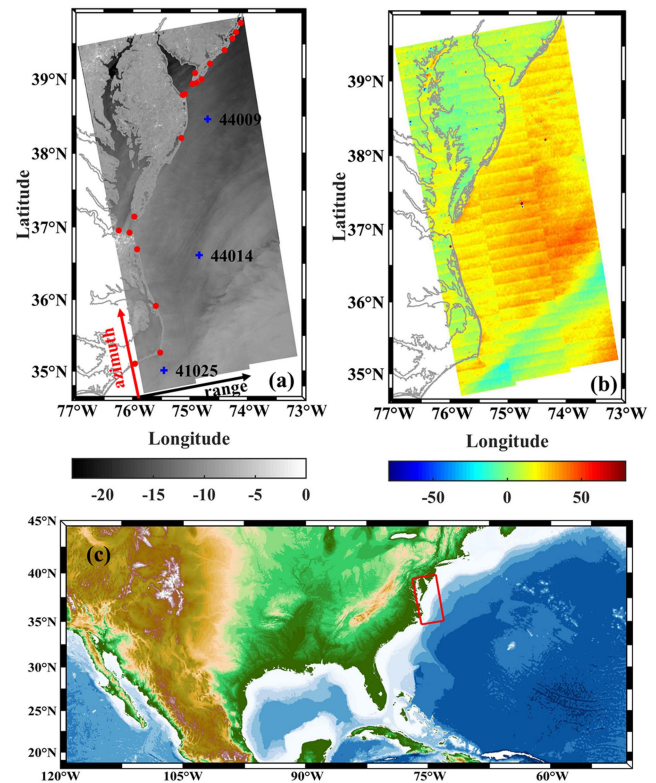 39°N
38°N
37°N
36°N
35°N
Latitude
44009
44014
41025
azimuth
range
(a)
77°W 76°W 75°W 74°W 73°W
Longitude
-20 -15 -10 -5 0
39°N
38°N
37°N
36°N
35°N
Latitude
(b)
77°W 76°W 75°W 74°W 73°W
Longitude
-50 0 50
45°N
40°N
35°N
30°N
25°N
20°N
(c)
120°W 105°W 90°W 75°W 60°W